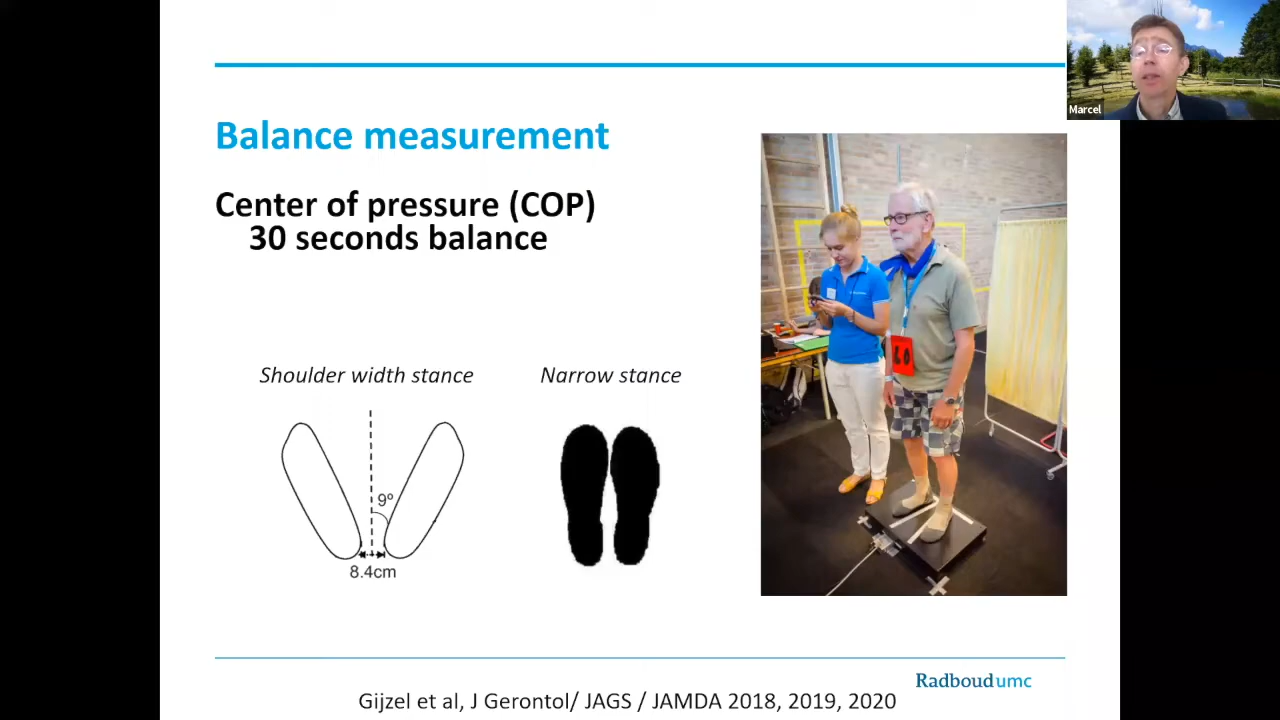 Marcel
Balance measurement
Center of pressure (COP)
30 seconds balance
Shoulder width stance
Narrow stance
9º
8.4cm
Radboudumc
Gijzel et al, J Gerontol/ JAGS / JAMDA 2018, 2019, 2020